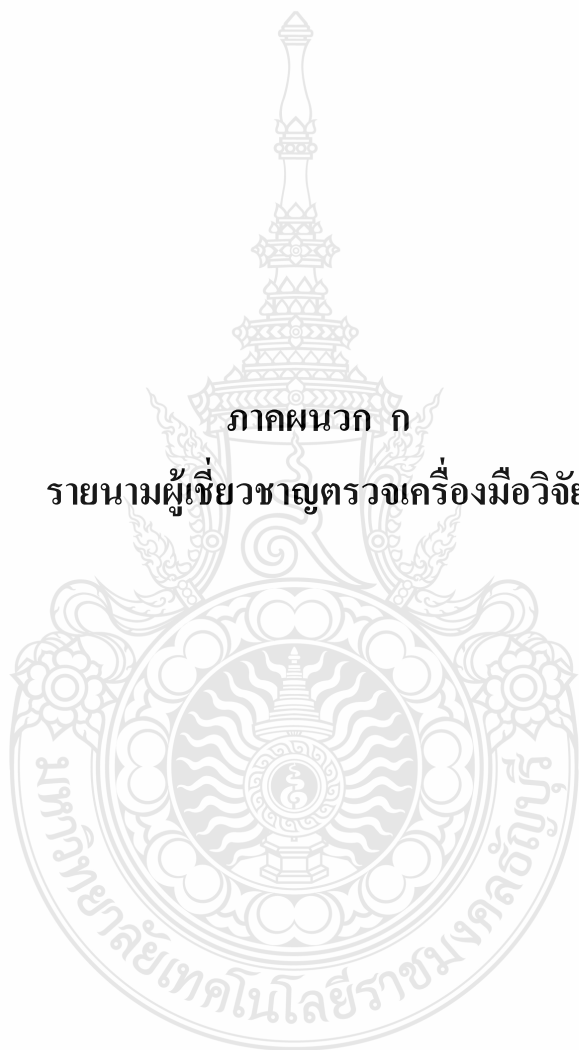 ภาคผนวก ก
รายนามผู้เชี่ยวชาญตรวจเครื่องมือวิจัย
มหาวิทยาลัยเทคโนโลยีราชมงคลธัญบุรี